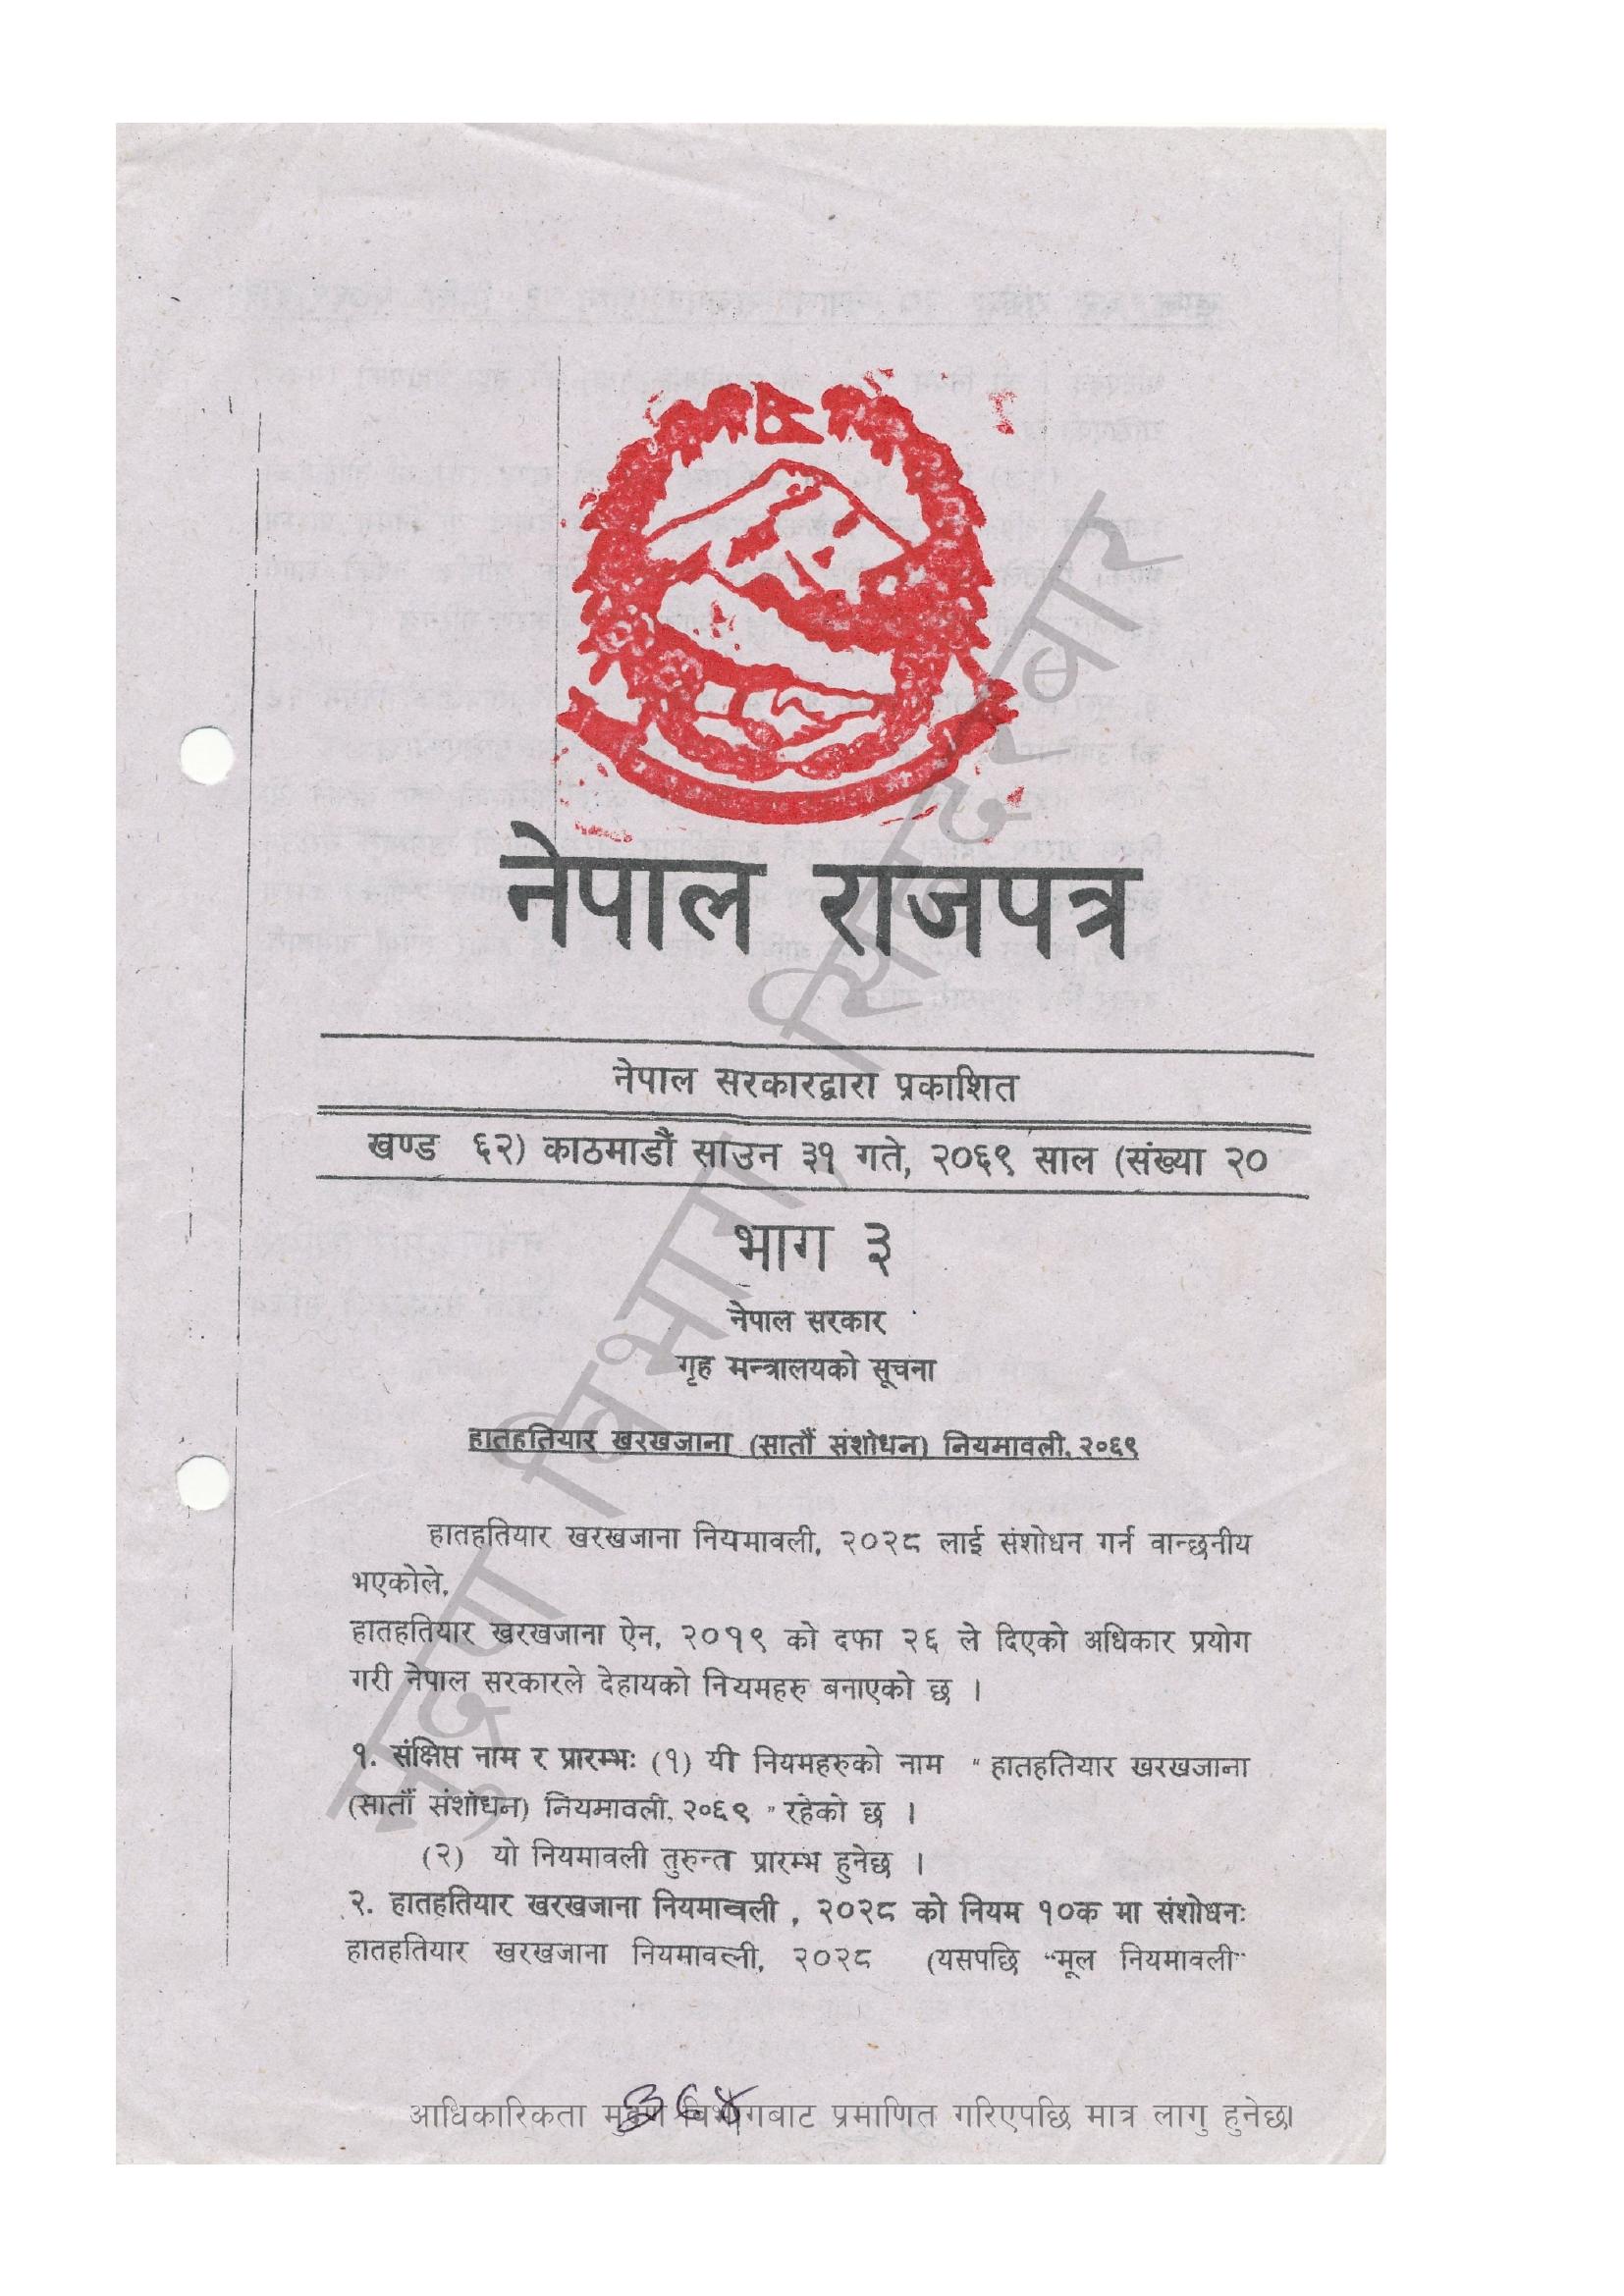 नेपाल राजपत्र
नेपाल सरकारद्वारा प्रकाशित
खण्ड ६२) काठमाडौं साउन ३१ गते, २०६९ साल (संख्या २०
भाग ३
नेपाल सरकार
गृह मन्त्रालयको सूचना
हातहतियार खरखजाना (सातौं संशोधन) नियमावली, २०६९
हातहतियार खरखजाना नियमावली, २०२८ लाई संशोधन गर्न वान्छनीय
भएकोले,
हातहतियार खरखजाना ऐन, २०१९ को दफा २६ ले दिएको अधिकार प्रयोग
गरी नेपाल सरकारले देहायको नियमहरु बनाएको छ ।
१. संक्षिप्त नाम र प्रारम्भः (१) यी नियमहरुको नाम " हातहतियार खरखजाना
(सातौं संशोधन) नियमावली, २०६९ " रहेको छ ।
(२) यो नियमावली तुरुन्त प्रारम्भ हुनेछ ।
२. हातहतियार खरखजाना नियमावली , २०२८ को नियम १०क मा संशोधनः
हातहतियार खरखजाना नियमावली, २०२८ (यसपछि "मूल नियमावली"
मुद्रण विभाग, सिंहदरवार
आधिकारिकता मुद्रण विभागबाट प्रमाणित गरिएपछि मात्र लागु हुनेछ।